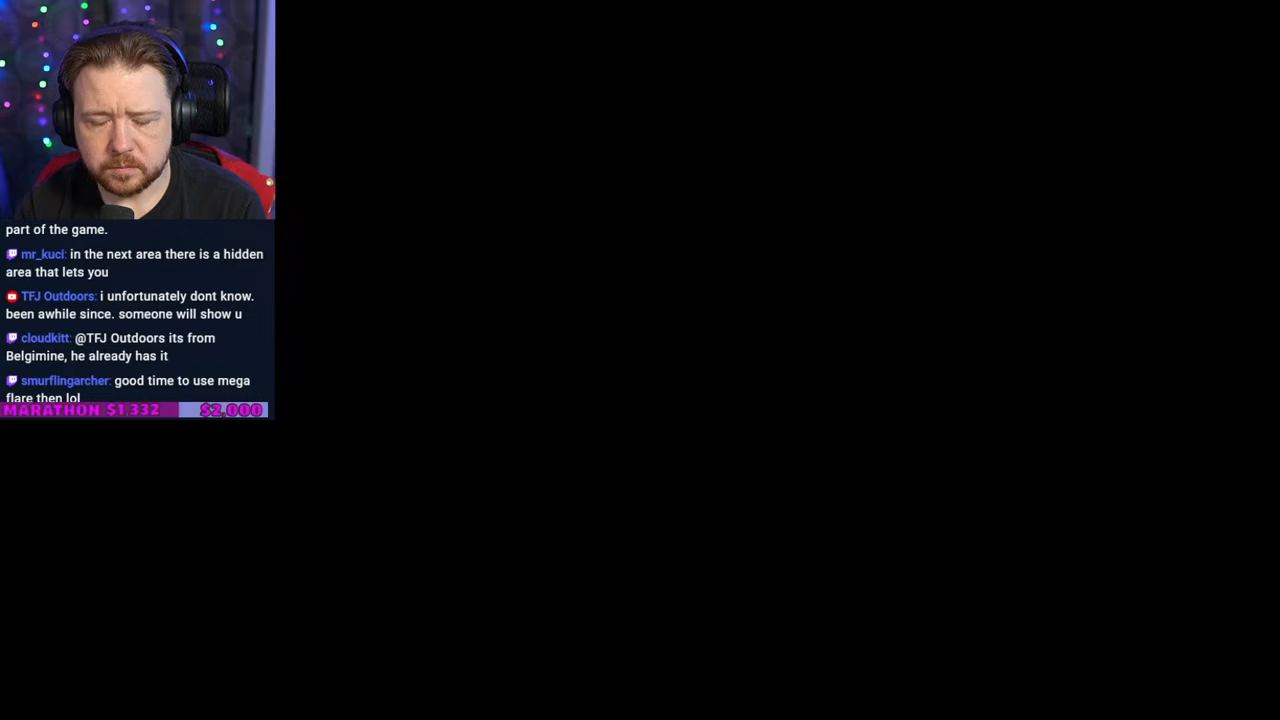 part of the game.
mr_kuci: in the next area there is a hidden
area that lets you
TFJ Outdoors: i unfortunately dont know.
been awhile since. someone will show u
cloudkitt: @TFJ Outdoors its from
Belgimine, he already has it
smurflingarcher: good time to use mega
flare then lol
MARATHON $1,332 $2,000